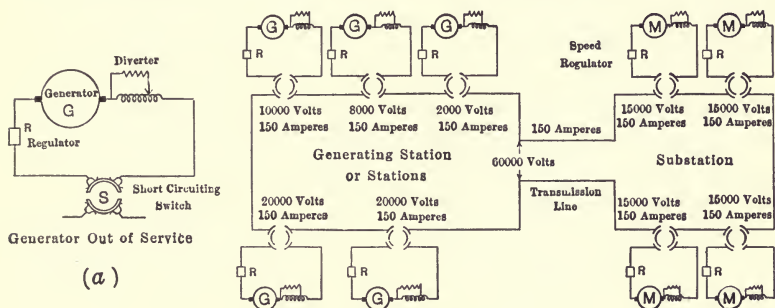 Diverter
Generator
G
R
Regulator
S
Short Circuiting
Switch
Generator Out of Service
(a)
G
G
G
R
R
R
10000 Volts
150 Amperes
8000 Volts
150 Amperes
2000 Volts
150 Amperes
Generating Station
or Stations
20000 Volts
150 Amperes
20000 Volts
150 Amperes
R
R
G
G
150 Amperes
60000 Volts
Transmission
Line
Speed
Regulator
M
M
R
R
15000 Volts
150 Amperes
15000 Volts
150 Amperes
Substation
15000 Volts
150 Amperes
15000 Volts
150 Amperes
R
R
M
M